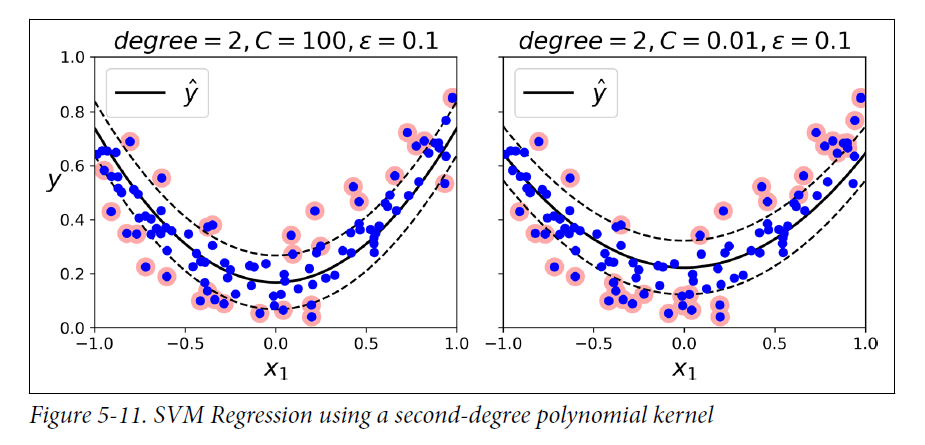 degree = 2, C = 100, ε = 0.1
degree = 2, C = 0.01, ε = 0.1
1.0
0.8
0.6
0.4
0.2
0.0
y
ŷ
ŷ
−1.0 −0.5 0.0 0.5 1.0
−1.0 −0.5 0.0 0.5 1.0
x₁
x₁
Figure 5-11. SVM Regression using a second-degree polynomial kernel